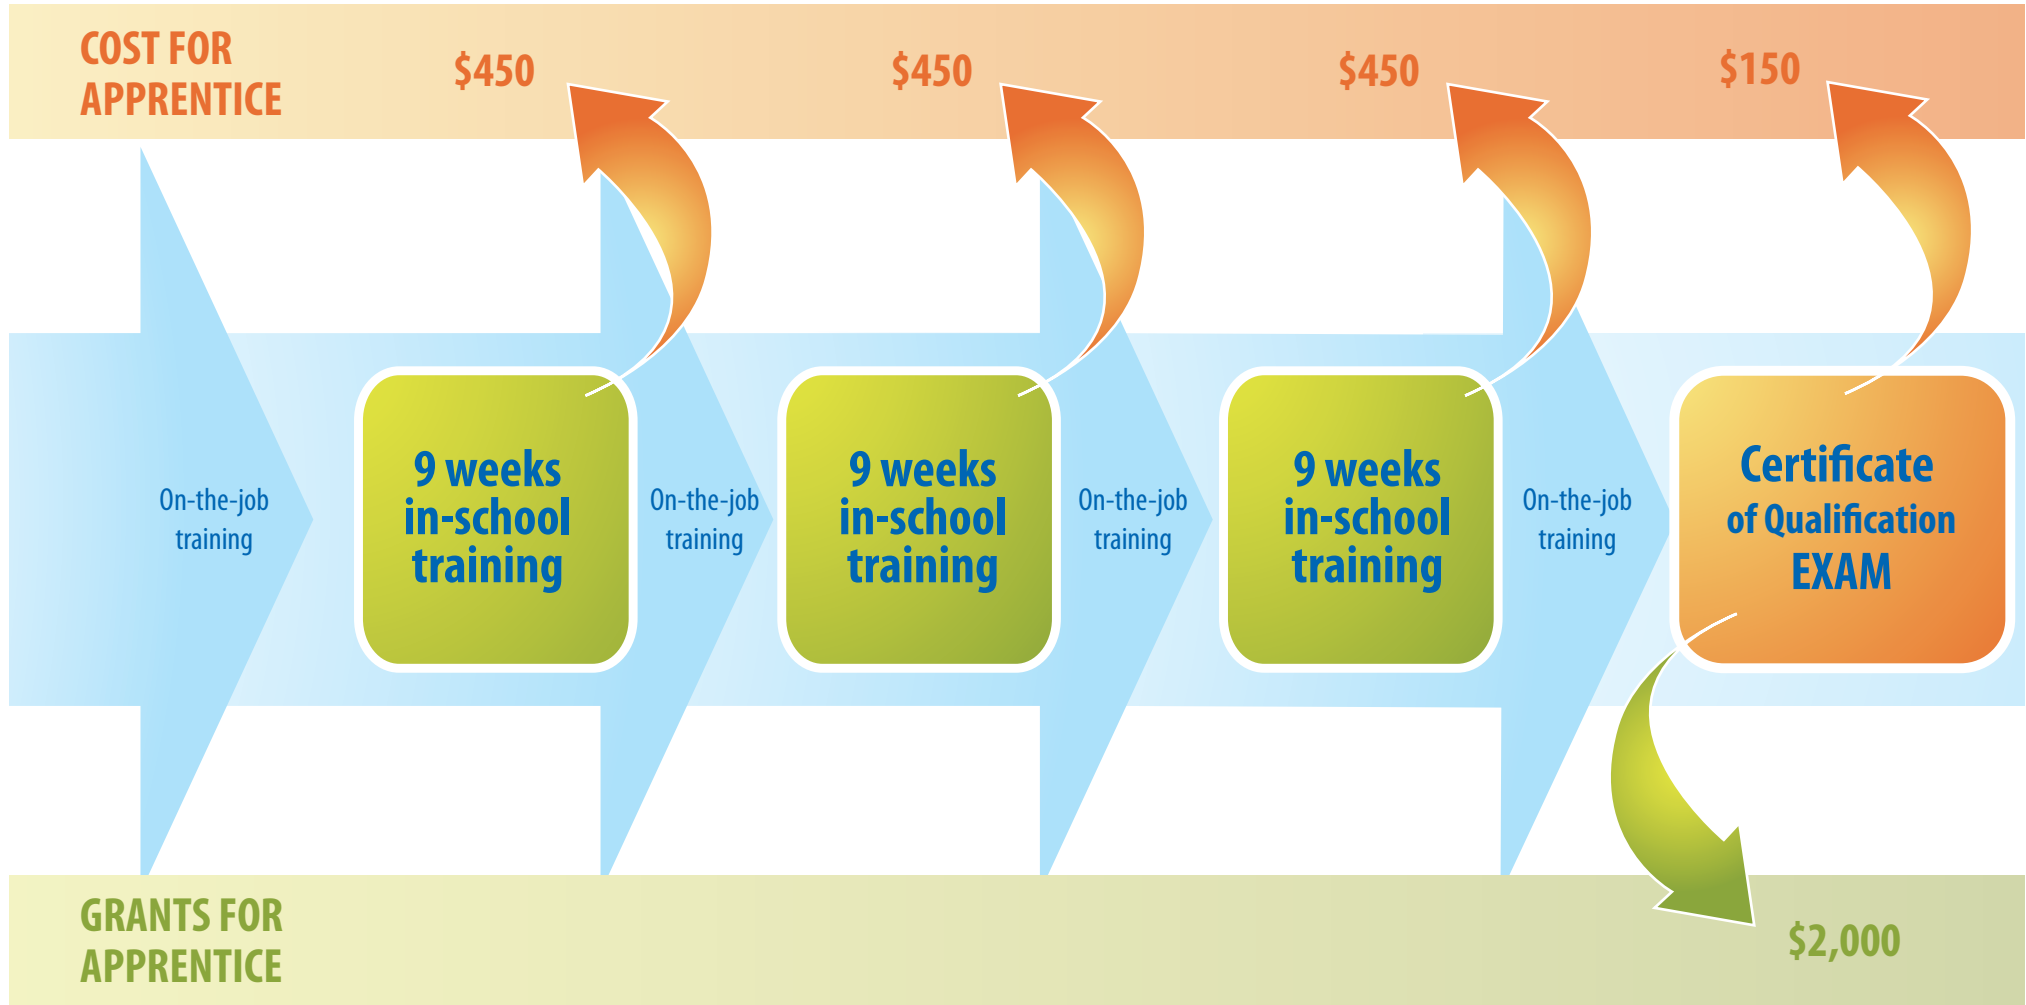 COST FOR
APPRENTICE
$450
$450
$450
$150
On-the-job
training
9 weeks
in-school
training
On-the-job
training
9 weeks
in-school
training
On-the-job
training
9 weeks
in-school
training
On-the-job
training
Certificate
of Qualification
EXAM
GRANTS FOR
APPRENTICE
$2,000